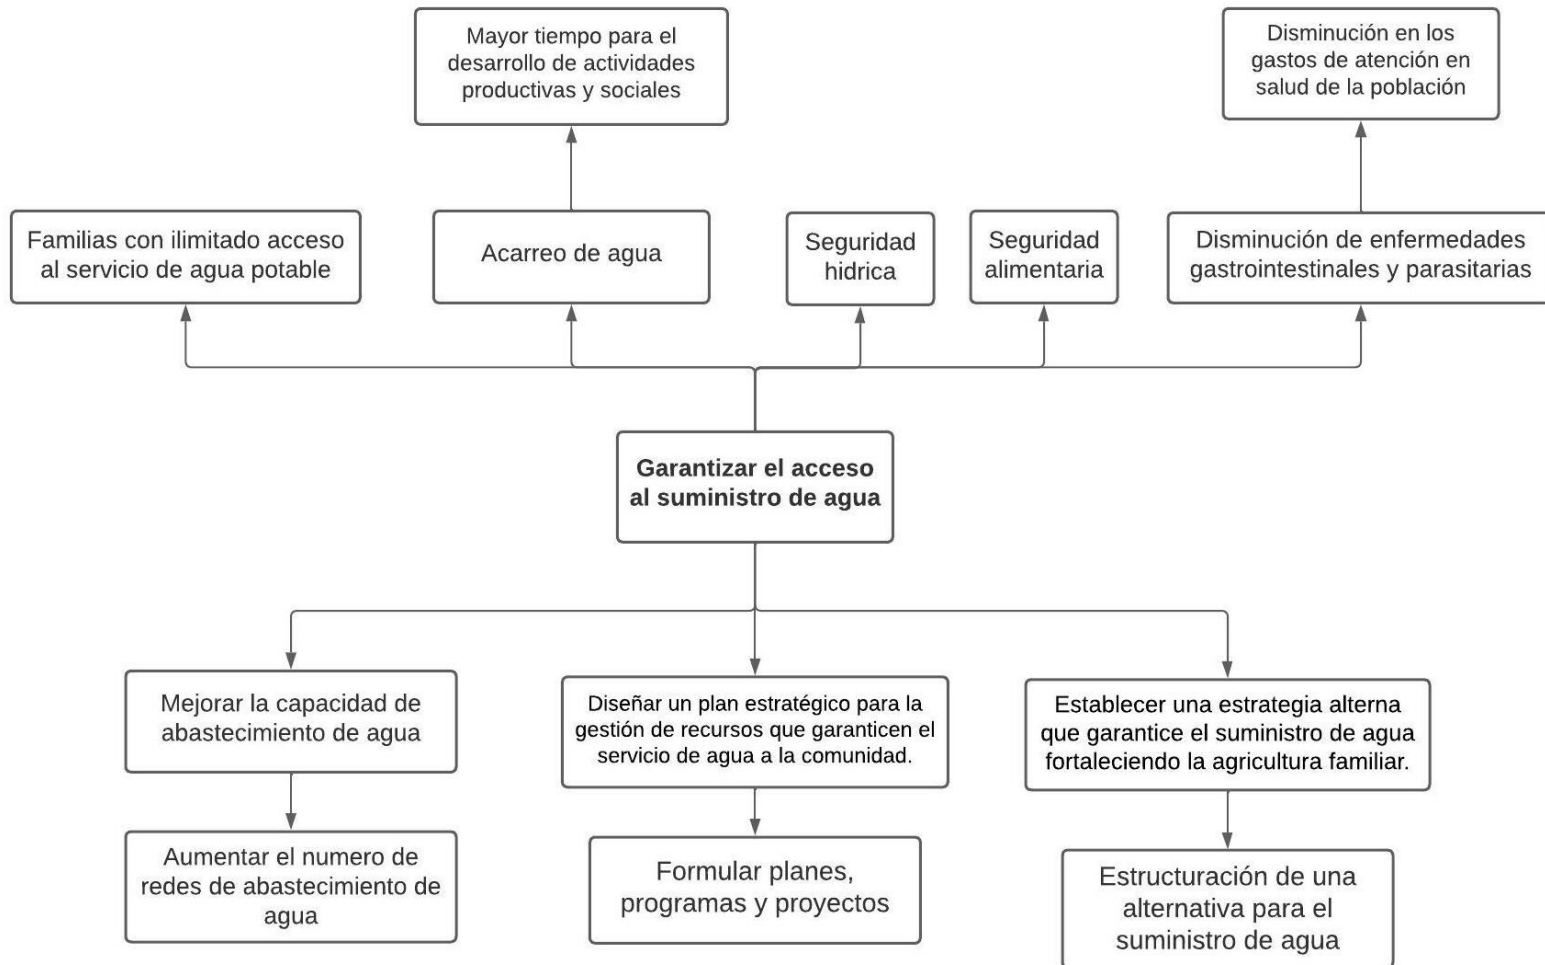 Mayor tiempo para el
desarrollo de actividades
productivas y sociales
Disminución en los
gastos de atención en
salud de la población
Familias con ilimitado acceso
al servicio de agua potable
Acarreo de agua
Seguridad
hidrica
Seguridad
alimentaria
Disminución de enfermedades
gastrointestinales y parasitarias
Garantizar el acceso
al suministro de agua
Mejorar la capacidad de
abastecimiento de agua
Diseñar un plan estratégico para la
gestión de recursos que garanticen el
servicio de agua a la comunidad.
Establecer una estrategia alterna
que garantice el suministro de agua
fortaleciendo la agricultura familiar.
Aumentar el numero de
redes de abastecimiento de
agua
Formular planes,
programas y proyectos
Estructuración de una
alternativa para el
suministro de agua